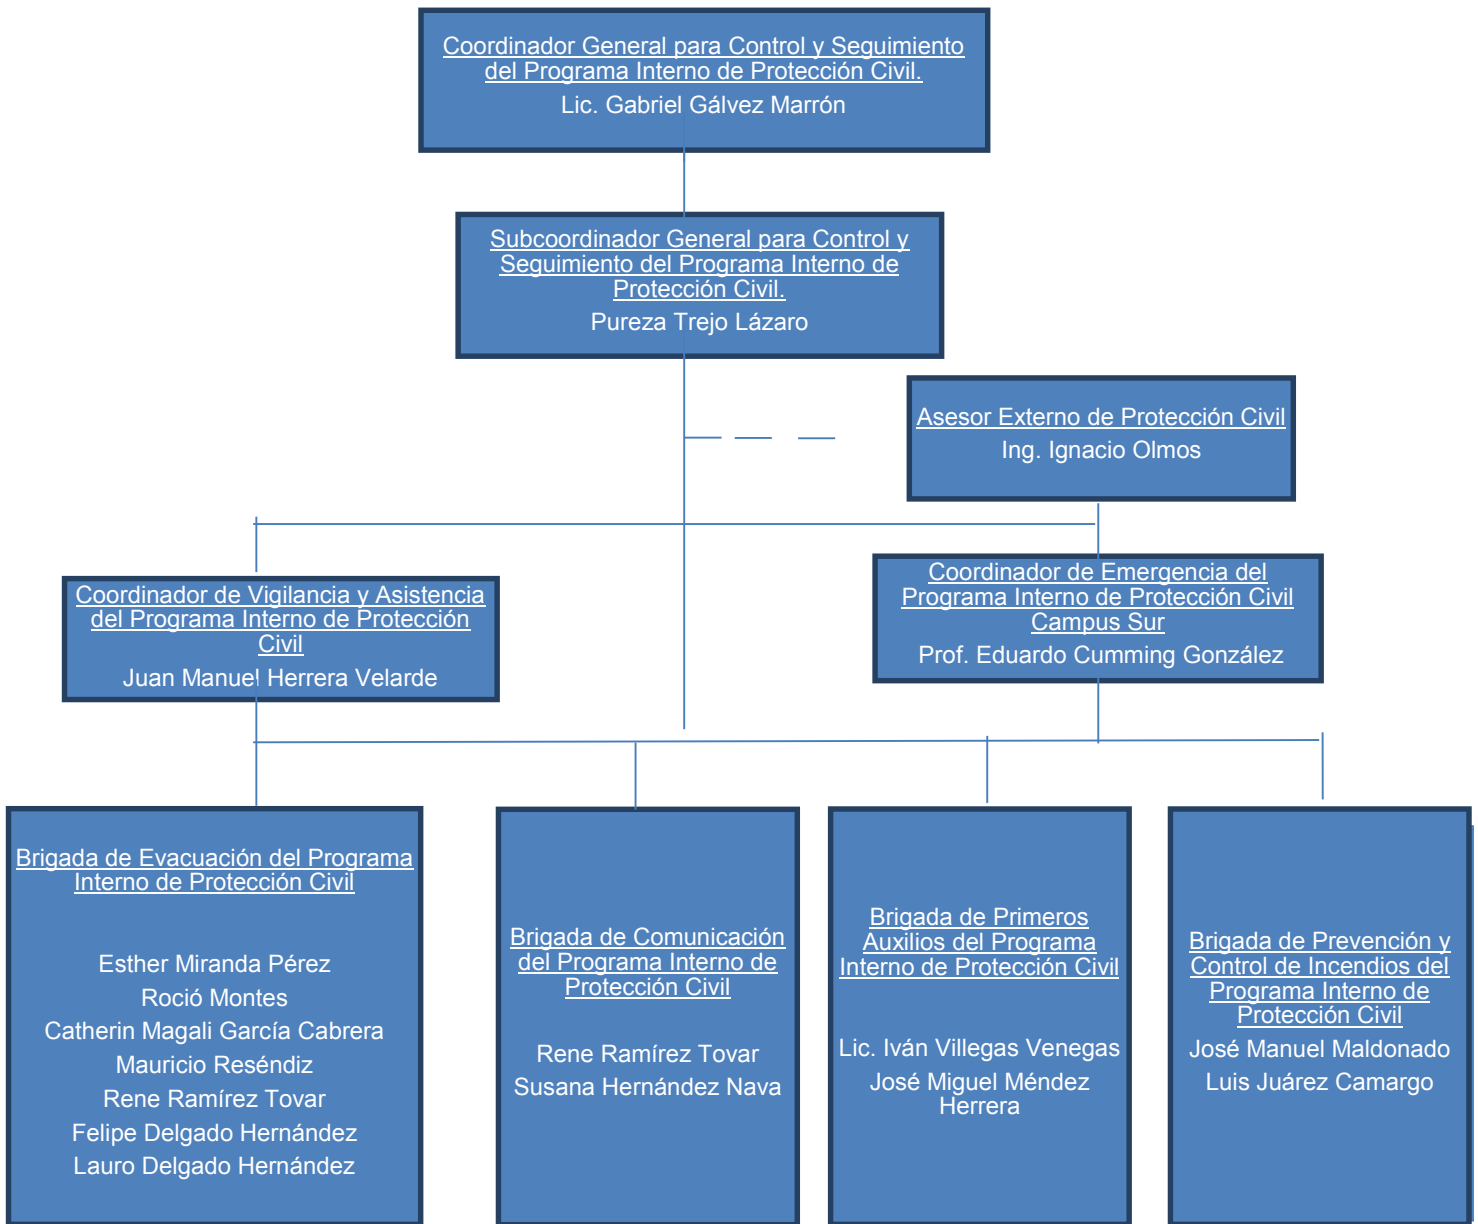 Coordinador General para Control y Seguimiento
del Programa Interno de Protección Civil.
Lic. Gabriel Gálvez Marrón
Subcoordinador General para Control y
Seguimiento del Programa Interno de
Protección Civil.
Pureza Trejo Lázaro
Asesor Externo de Protección Civil
Ing. Ignacio Olmos
Coordinador de Vigilancia y Asistencia
del Programa Interno de Protección
Civil
Juan Manuel Herrera Velarde
Coordinador de Emergencia del
Programa Interno de Protección Civil
Campus Sur
Prof. Eduardo Cumming González
Brigada de Evacuación del Programa
Interno de Protección Civil
Esther Miranda Pérez
Roció Montes
Catherin Magali García Cabrera
Mauricio Reséndiz
Rene Ramírez Tovar
Felipe Delgado Hernández
Lauro Delgado Hernández
Brigada de Comunicación
del Programa Interno de
Protección Civil
Rene Ramírez Tovar
Susana Hernández Nava
Brigada de Primeros
Auxilios del Programa
Interno de Protección Civil
Lic. Iván Villegas Venegas
José Miguel Méndez
Herrera
Brigada de Prevención y
Control de Incendios del
Programa Interno de
Protección Civil
José Manuel Maldonado
Luis Juárez Camargo